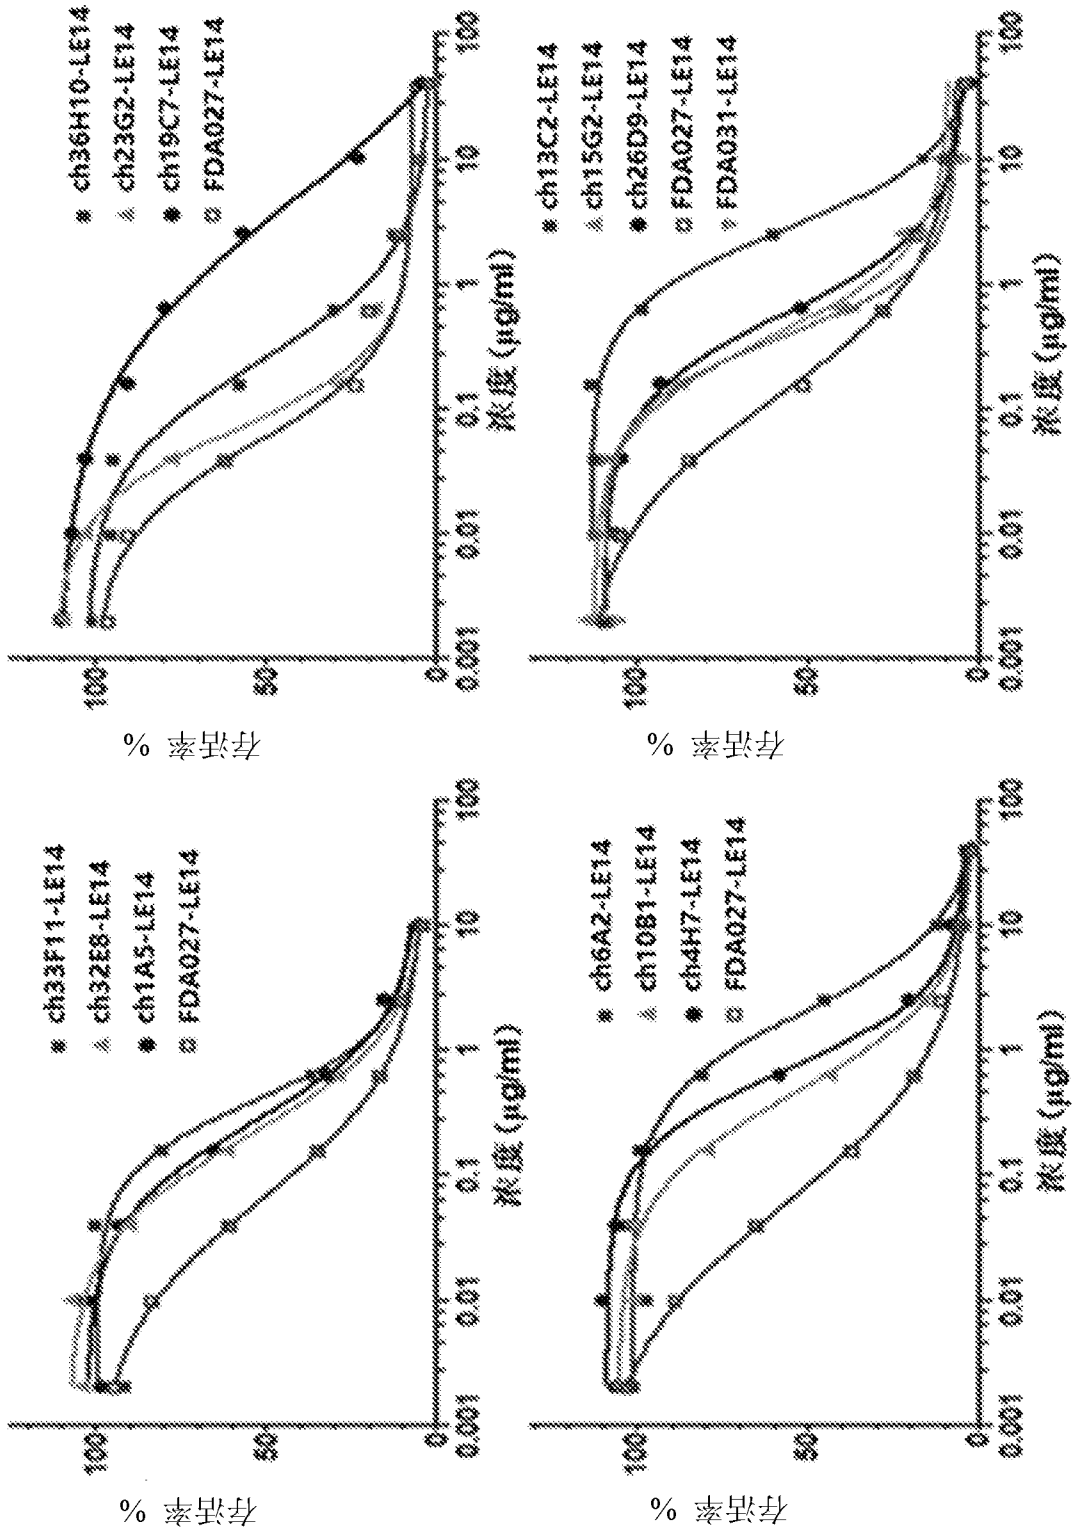 ch33F11-LE14
ch32E8-LE14
ch1A5-LE14
FDA027-LE14
存活率 %
100
50
0
0.001
0.01
0.1
1
10
100
浓度 (μg/ml)
ch36H10-LE14
ch23G2-LE14
ch19C7-LE14
FDA027-LE14
存活率 %
100
50
0
0.001
0.01
0.1
1
10
100
浓度 (μg/ml)
ch6A2-LE14
ch10B1-LE14
ch4H7-LE14
FDA027-LE14
存活率 %
100
50
0
0.001
0.01
0.1
1
10
100
浓度 (μg/ml)
ch13C2-LE14
ch15G2-LE14
ch26D9-LE14
FDA027-LE14
FDA031-LE14
存活率 %
100
50
0
0.001
0.01
0.1
1
10
100
浓度 (μg/ml)